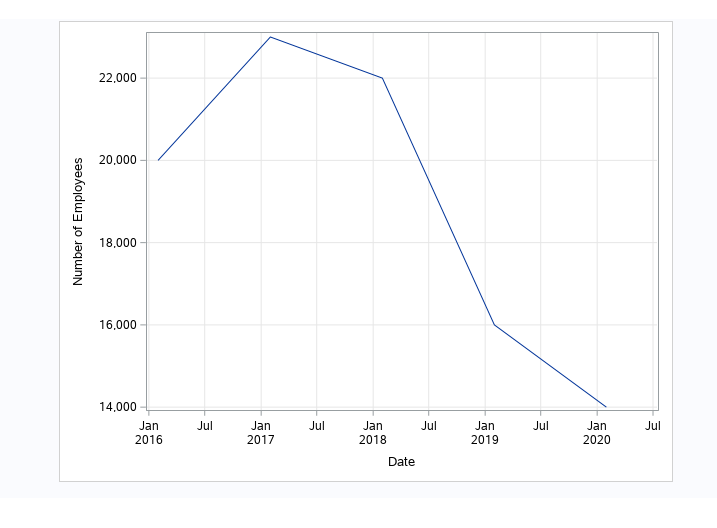 22,000
20,000
18,000
16,000
14,000
Number of Employees
Jan Jul Jan Jul Jan Jul Jan Jul Jan Jul
2016 2017 2018 2019 2020
Date